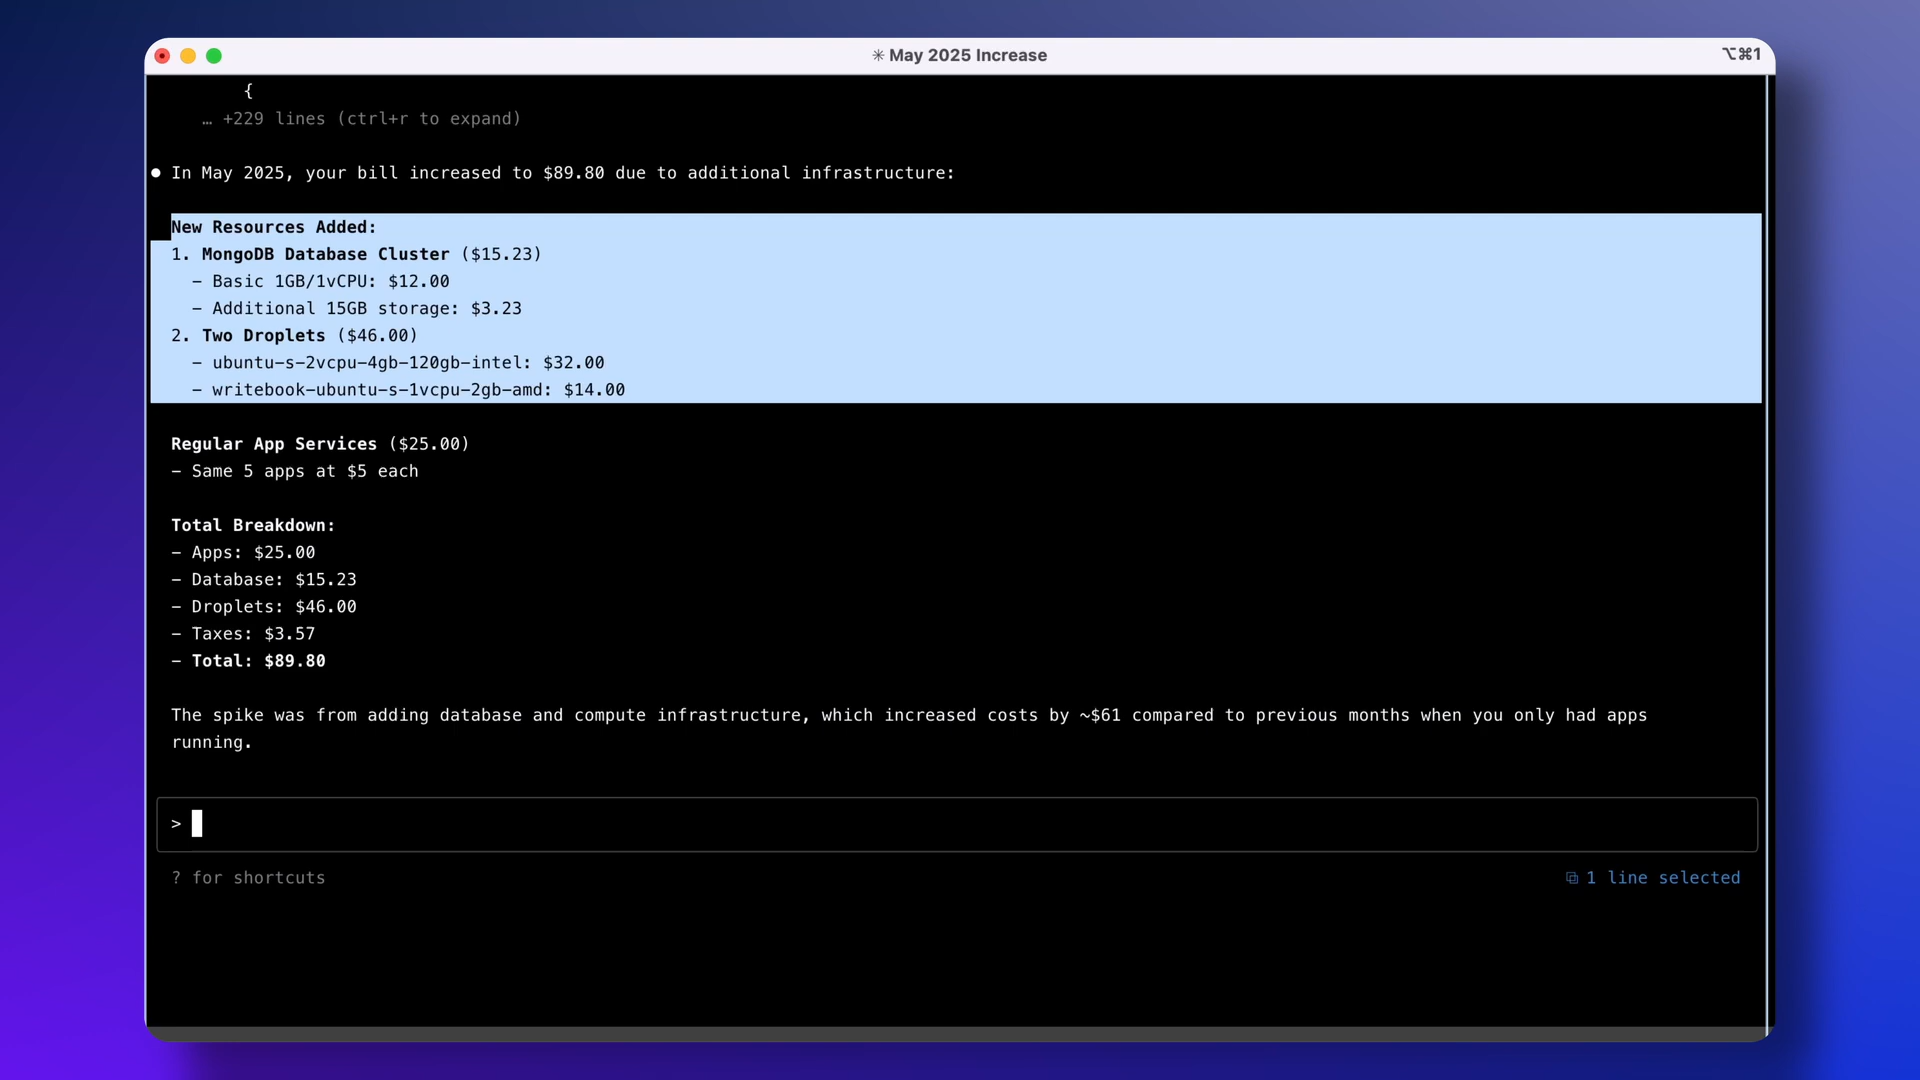 ✳ May 2025 Increase
⌥⌘1
{
… +229 lines (ctrl+r to expand)
● In May 2025, your bill increased to $89.80 due to additional infrastructure:
New Resources Added:
1. MongoDB Database Cluster ($15.23)
– Basic 1GB/1vCPU: $12.00
– Additional 15GB storage: $3.23
2. Two Droplets ($46.00)
– ubuntu-s-2vcpu-4gb-120gb-intel: $32.00
– writebook-ubuntu-s-1vcpu-2gb-amd: $14.00
Regular App Services ($25.00)
– Same 5 apps at $5 each
Total Breakdown:
– Apps: $25.00
– Database: $15.23
– Droplets: $46.00
– Taxes: $3.57
– Total: $89.80
The spike was from adding database and compute infrastructure, which increased costs by ~$61 compared to previous months when you only had apps
running.
>
? for shortcuts
⧉ 1 line selected